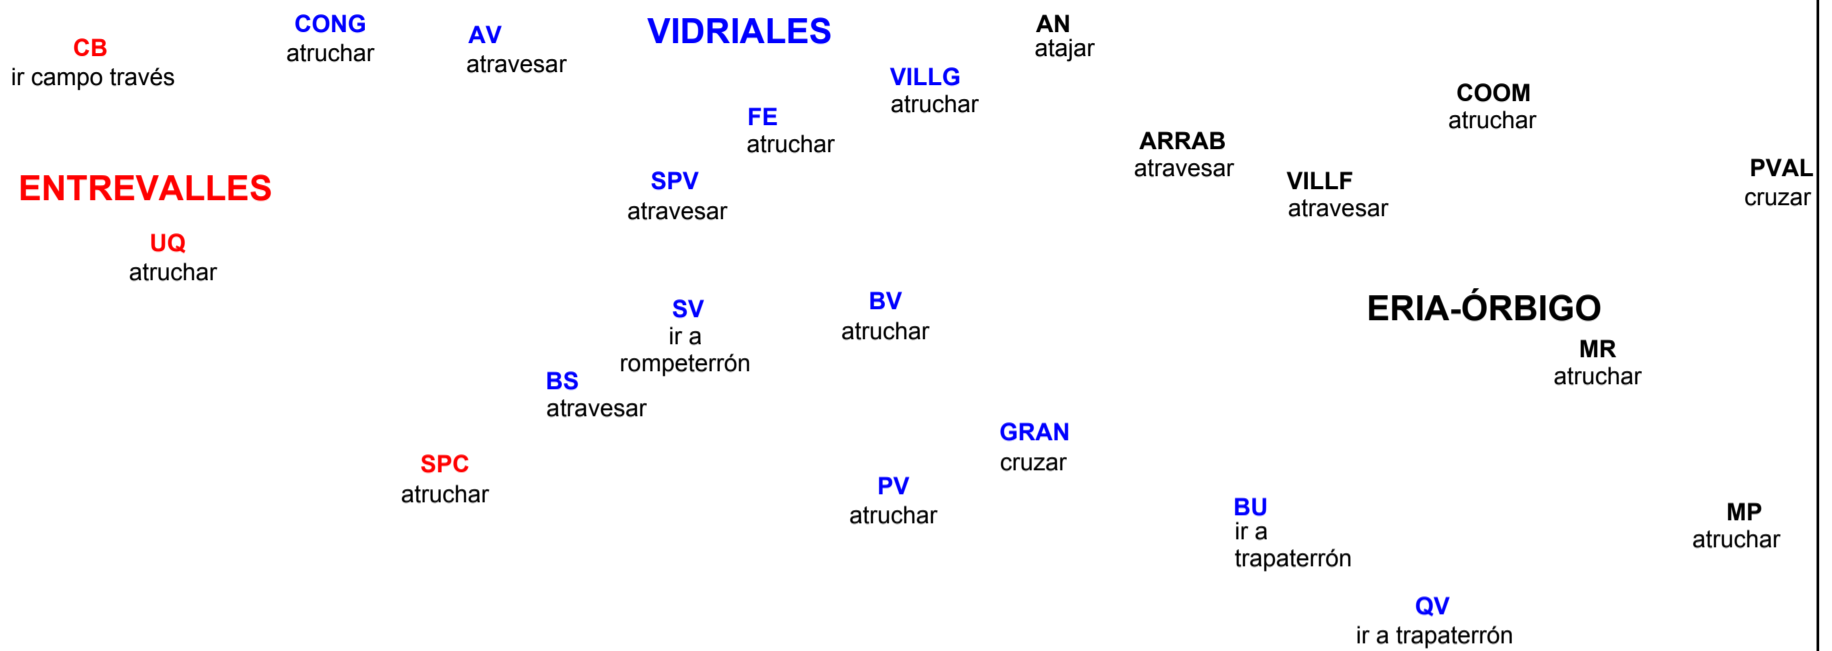 CB
ir campo través
CONG
atruchar
AV
atravesar
VIDRIALES
AN
atajar
VILLG
atruchar
FE
atruchar
COOM
atruchar
ARRAB
atravesar
PVAL
cruzar
ENTREVALLES
SPV
atravesar
VILLF
atravesar
UQ
atruchar
SV
ir a
rompeterrón
BV
atruchar
ERIA-ÓRBIGO
MR
atruchar
BS
atravesar
GRAN
cruzar
SPC
atruchar
PV
atruchar
BU
ir a
trapaterrón
MP
atruchar
QV
ir a trapaterrón